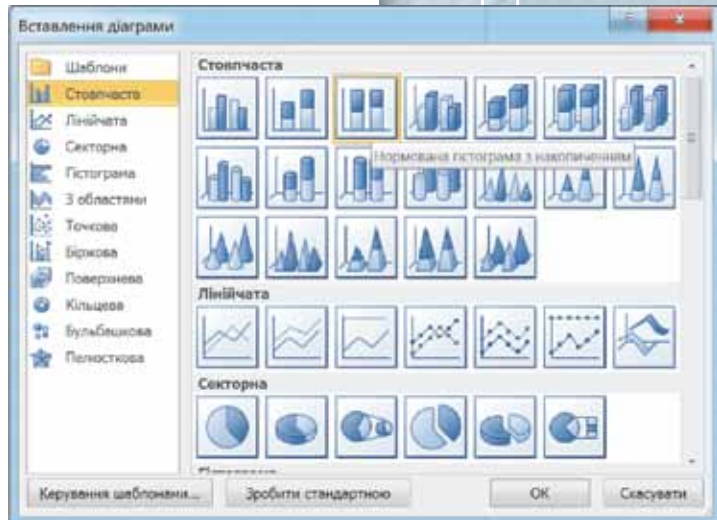 Вставлення діаграми
Шаблони
Стовпчаста
Лінійчата
Секторна
Гістограма
З областями
Точкова
Біржова
Поверхнева
Кільцева
Бульбашкова
Пелюсткова
Стовпчаста
Нормована гістограма з накопиченням
Лінійчата
Секторна
Керування шаблонами...
Зробити стандартною
ОК
Скасувати